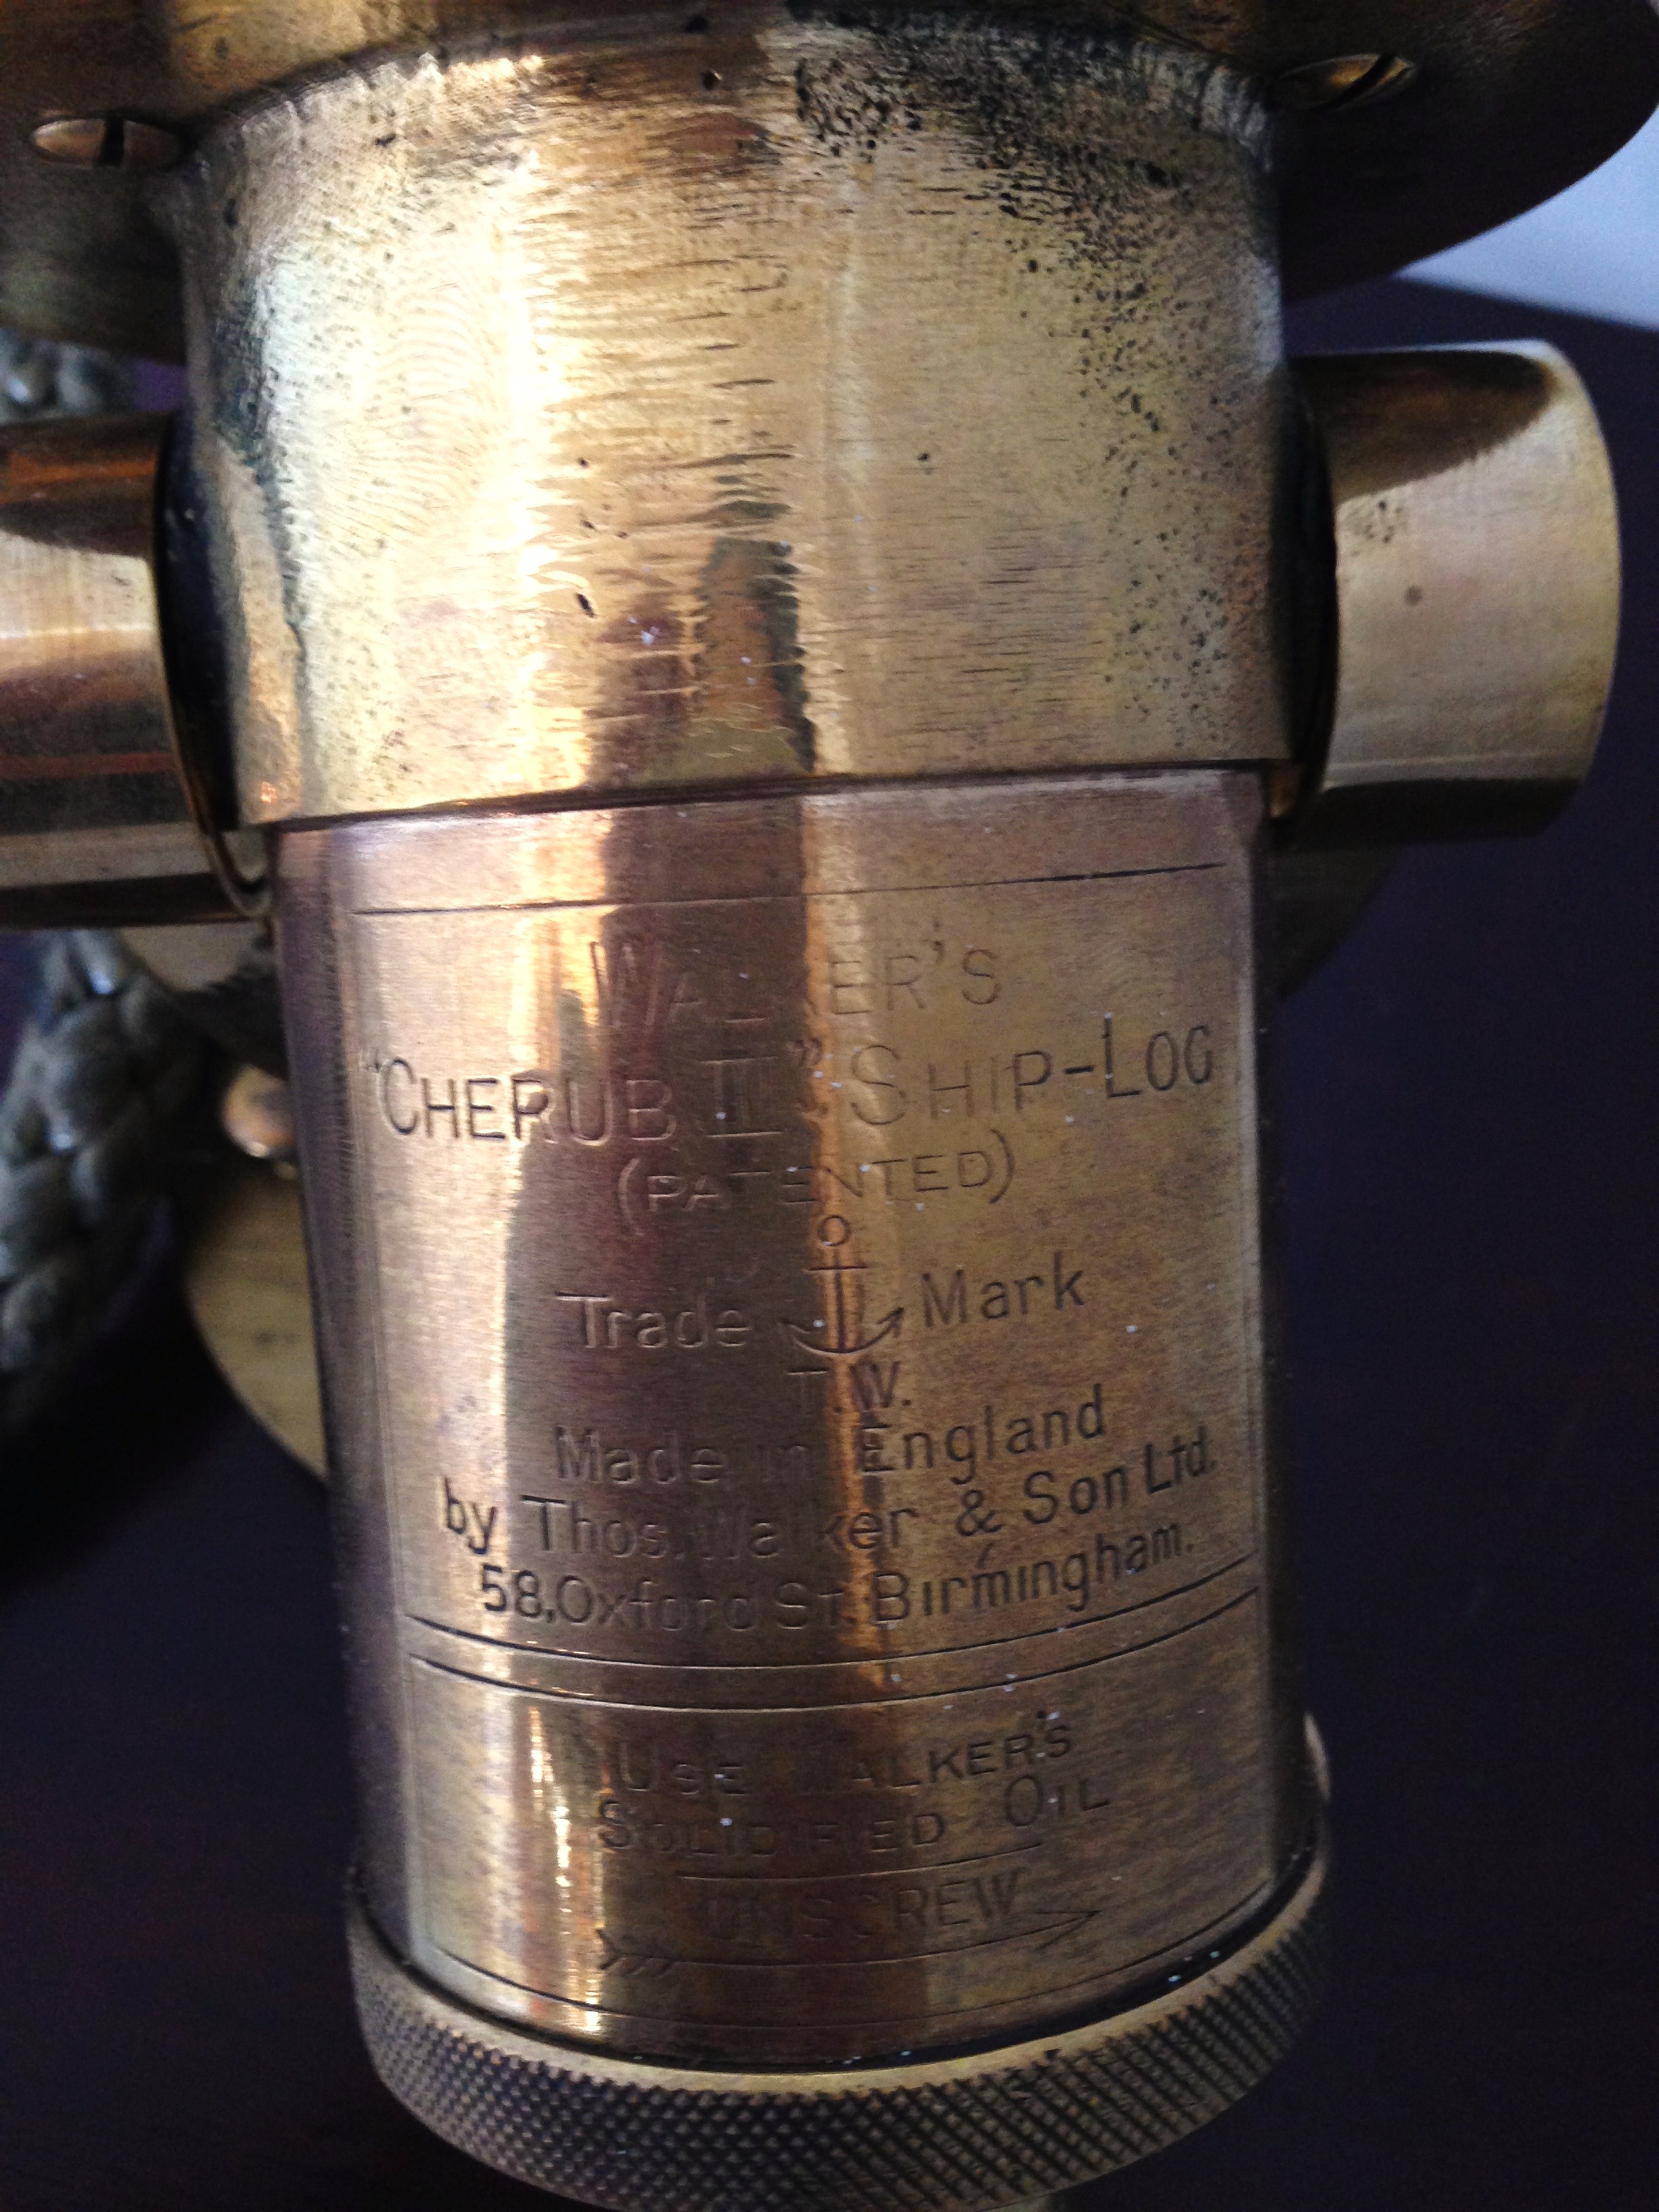 WALKER'S
"CHERUB III" SHIP-LOG
(PATENTED)
Trade Mark
T.W.
Made in England
by Thos. Walker & Son Ltd.
58, Oxford St. Birmingham.
USE WALKER'S
SOLIDIFIED OIL
UNSCREW